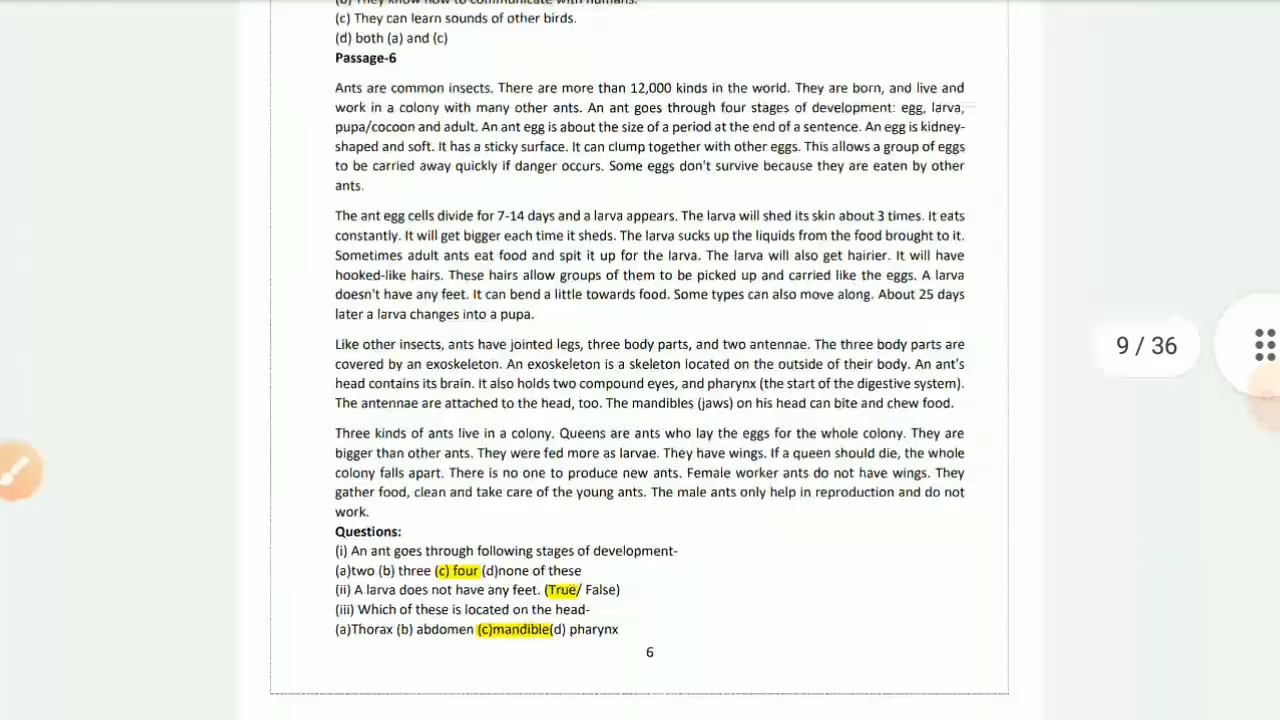 (b) They know how to communicate with humans.
(c) They can learn sounds of other birds.
(d) both (a) and (c)
Passage-6
Ants are common insects. There are more than 12,000 kinds in the world. They are born, and live and
work in a colony with many other ants. An ant goes through four stages of development: egg, larva,
pupa/cocoon and adult. An ant egg is about the size of a period at the end of a sentence. An egg is kidney-
shaped and soft. It has a sticky surface. It can clump together with other eggs. This allows a group of eggs
to be carried away quickly if danger occurs. Some eggs don't survive because they are eaten by other
ants.
The ant egg cells divide for 7-14 days and a larva appears. The larva will shed its skin about 3 times. It eats
constantly. It will get bigger each time it sheds. The larva sucks up the liquids from the food brought to it.
Sometimes adult ants eat food and spit it up for the larva. The larva will also get hairier. It will have
hooked-like hairs. These hairs allow groups of them to be picked up and carried like the eggs. A larva
doesn't have any feet. It can bend a little towards food. Some types can also move along. About 25 days
later a larva changes into a pupa.
Like other insects, ants have jointed legs, three body parts, and two antennae. The three body parts are
covered by an exoskeleton. An exoskeleton is a skeleton located on the outside of their body. An ant's
head contains its brain. It also holds two compound eyes, and pharynx (the start of the digestive system).
The antennae are attached to the head, too. The mandibles (jaws) on his head can bite and chew food.
Three kinds of ants live in a colony. Queens are ants who lay the eggs for the whole colony. They are
bigger than other ants. They were fed more as larvae. They have wings. If a queen should die, the whole
colony falls apart. There is no one to produce new ants. Female worker ants do not have wings. They
gather food, clean and take care of the young ants. The male ants only help in reproduction and do not
work.
Questions:
(i) An ant goes through following stages of development-
(a)two (b) three (c) four (d)none of these
(ii) A larva does not have any feet. (True/ False)
(iii) Which of these is located on the head-
(a)Thorax (b) abdomen (c)mandible(d) pharynx
6
9 / 36